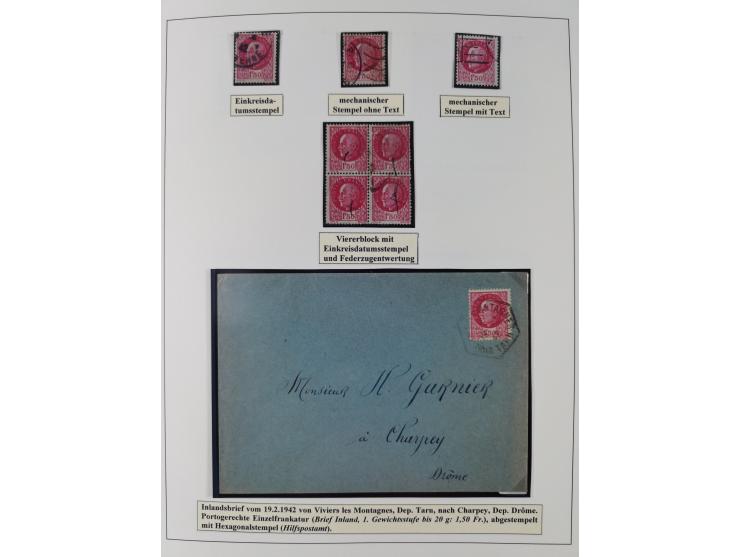 Einkreisda-
tumsstempel
mechanischer
Stempel ohne Text
mechanischer
Stempel mit Text
Viererblock mit
Einkreisdatumsstempel
und Federzugentwertung
Monsieur H. Garnier
à Charpey
Drôme
Inlandsbrief vom 19.2.1942 von Viviers les Montagnes, Dep. Tarn, nach Charpey, Dep. Drôme.
Portogerechte Einzelfrankatur (Brief Inland, 1. Gewichtsstufe bis 20 g: 1,50 Fr.), abgestempelt
mit Hexagonalstempel (Hilfspostamt).